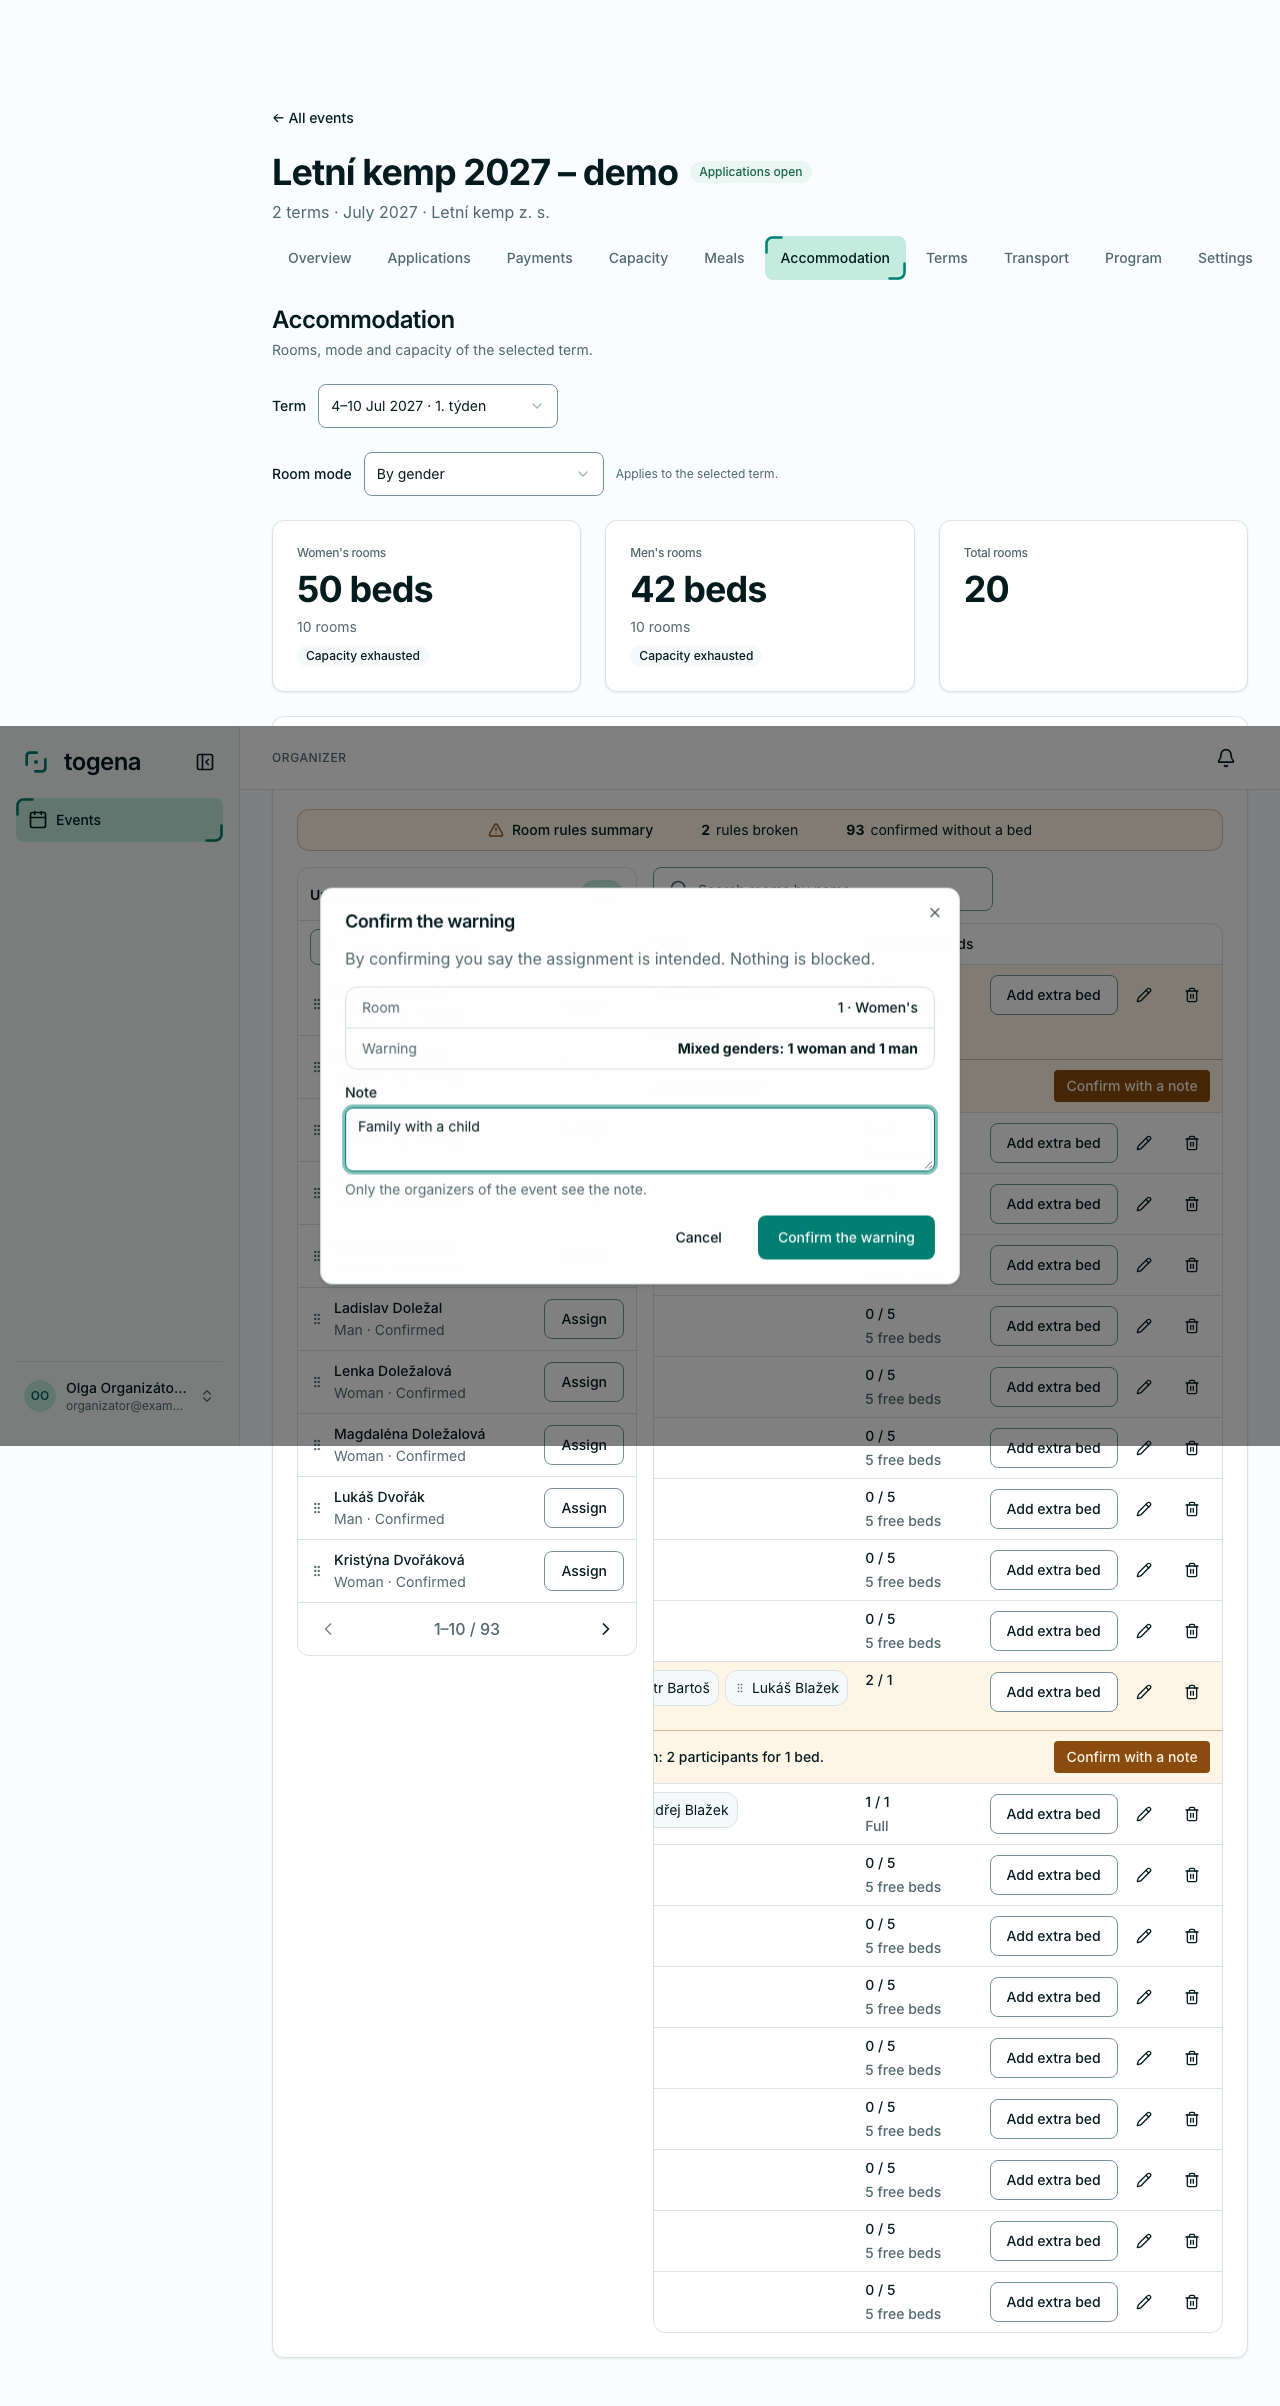 ← All events
Letní kemp 2027 – demo Applications open
2 terms · July 2027 · Letní kemp z. s.
Overview Applications Payments Capacity Meals Accommodation Terms Transport Program Settings
Accommodation
Rooms, mode and capacity of the selected term.
Term 4–10 Jul 2027 · 1. týden
Room mode By gender Applies to the selected term.
Women's rooms
50 beds
10 rooms
Capacity exhausted
Men's rooms
42 beds
10 rooms
Capacity exhausted
Total rooms
20
togena
ORGANIZER
Events
Room rules summary 2 rules broken 93 confirmed without a bed
Confirm the warning
By confirming you say the assignment is intended. Nothing is blocked.
Room 1 · Women's
Warning Mixed genders: 1 woman and 1 man
Note
Family with a child
Only the organizers of the event see the note.
Cancel Confirm the warning
Add extra bed
Confirm with a note
Add extra bed
Add extra bed
Add extra bed
Ladislav Doležal
Man · Confirmed
Assign
Lenka Doležalová
Woman · Confirmed
Assign
Magdaléna Doležalová
Woman · Confirmed
Assign
Lukáš Dvořák
Man · Confirmed
Assign
Kristýna Dvořáková
Woman · Confirmed
Assign
1–10 / 93
OO Olga Organizáto...
organizator@exam...
0 / 5
5 free beds
Add extra bed
0 / 5
5 free beds
Add extra bed
0 / 5
5 free beds
Add extra bed
0 / 5
5 free beds
Add extra bed
0 / 5
5 free beds
Add extra bed
0 / 5
5 free beds
Add extra bed
tr Bartoš Lukáš Blažek 2 / 1
Add extra bed
: 2 participants for 1 bed. Confirm with a note
dřej Blažek 1 / 1
Full
Add extra bed
0 / 5
5 free beds
Add extra bed
0 / 5
5 free beds
Add extra bed
0 / 5
5 free beds
Add extra bed
0 / 5
5 free beds
Add extra bed
0 / 5
5 free beds
Add extra bed
0 / 5
5 free beds
Add extra bed
0 / 5
5 free beds
Add extra bed
0 / 5
5 free beds
Add extra bed